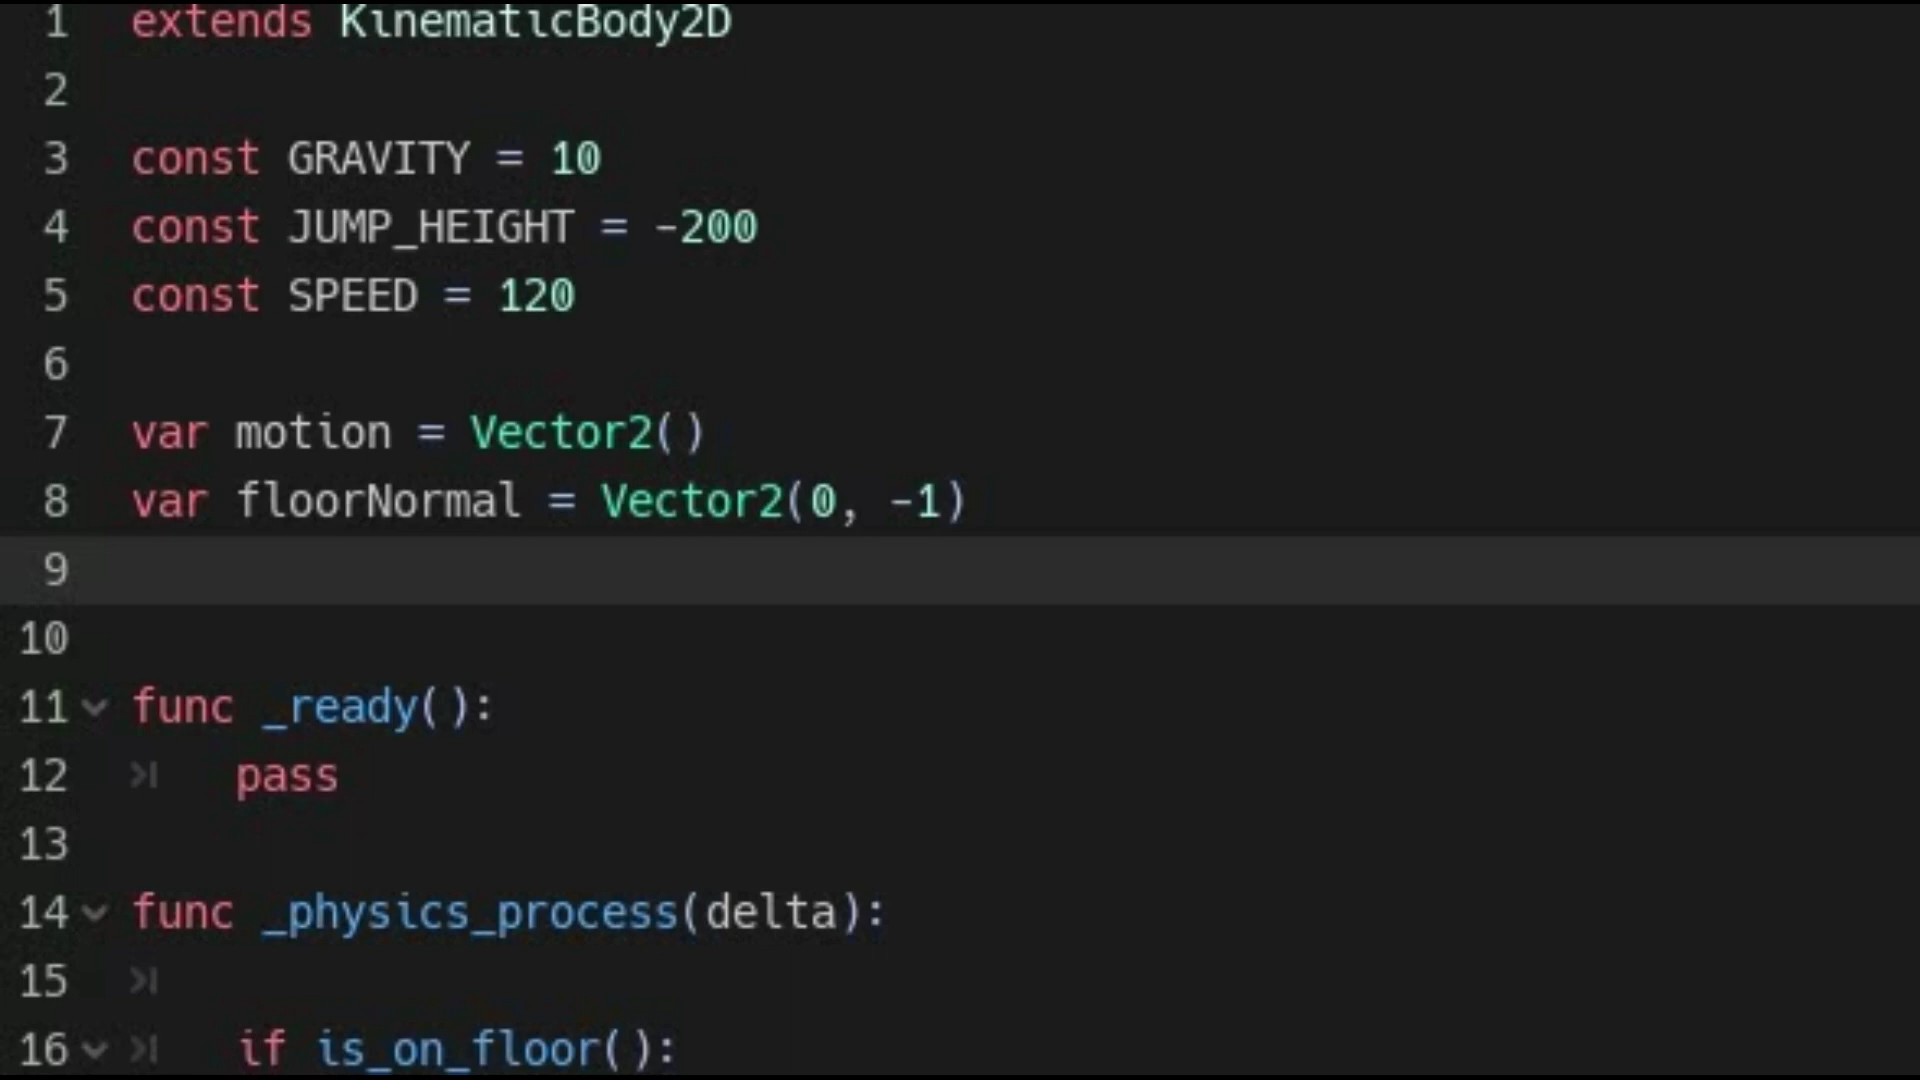 1 extends KinematicBody2D
2
3 const GRAVITY = 10
4 const JUMP_HEIGHT = -200
5 const SPEED = 120
6
7 var motion = Vector2()
8 var floorNormal = Vector2(0, -1)
9
10
11 func _ready():
12 pass
13
14 func _physics_process(delta):
15
16 if is_on_floor():